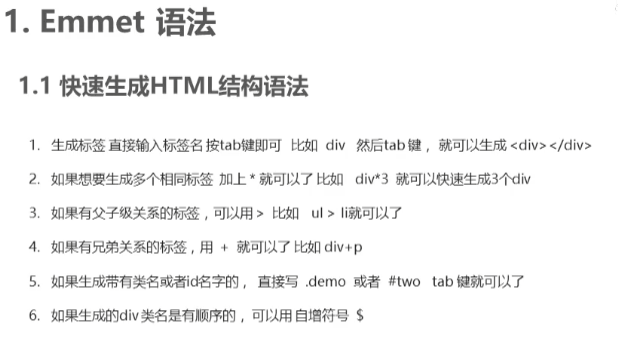 1. Emmet 语法
1.1 快速生成HTML结构语法
1. 生成标签 直接输入标签名 按tab键即可 比如 div 然后tab 键， 就可以生成 <div></div>
2. 如果想要生成多个相同标签 加上 * 就可以了 比如 div*3 就可以快速生成3个div
3. 如果有父子级关系的标签，可以用 > 比如 ul > li就可以了
4. 如果有兄弟关系的标签，用 + 就可以了 比如 div+p
5. 如果生成带有类名或者id名字的， 直接写 .demo 或者 #two tab 键就可以了
6. 如果生成的div 类名是有顺序的， 可以用 自增符号 $